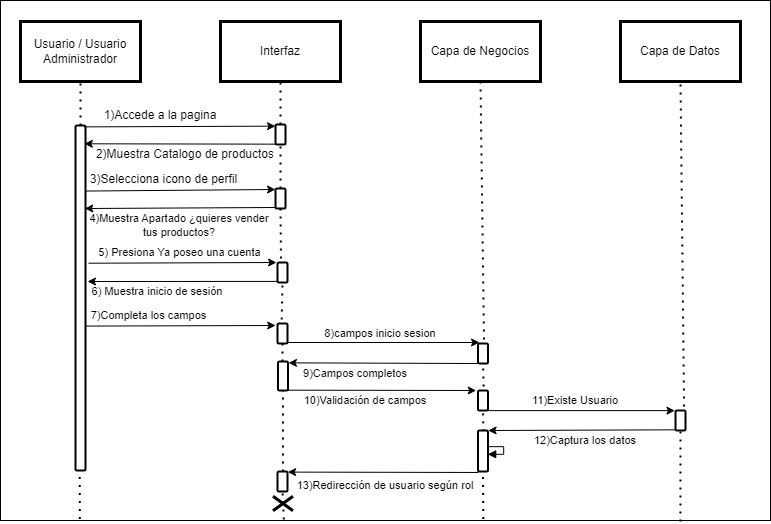 Usuario / Usuario
Administrador
Interfaz
Capa de Negocios
Capa de Datos
1)Accede a la pagina
2)Muestra Catalogo de productos
3)Selecciona icono de perfil
4)Muestra Apartado ¿quieres vender
tus productos?
5) Presiona Ya poseo una cuenta
6) Muestra inicio de sesión
7)Completa los campos
8)campos inicio sesion
9)Campos completos
10)Validación de campos
11)Existe Usuario
12)Captura los datos
13)Redirección de usuario según rol